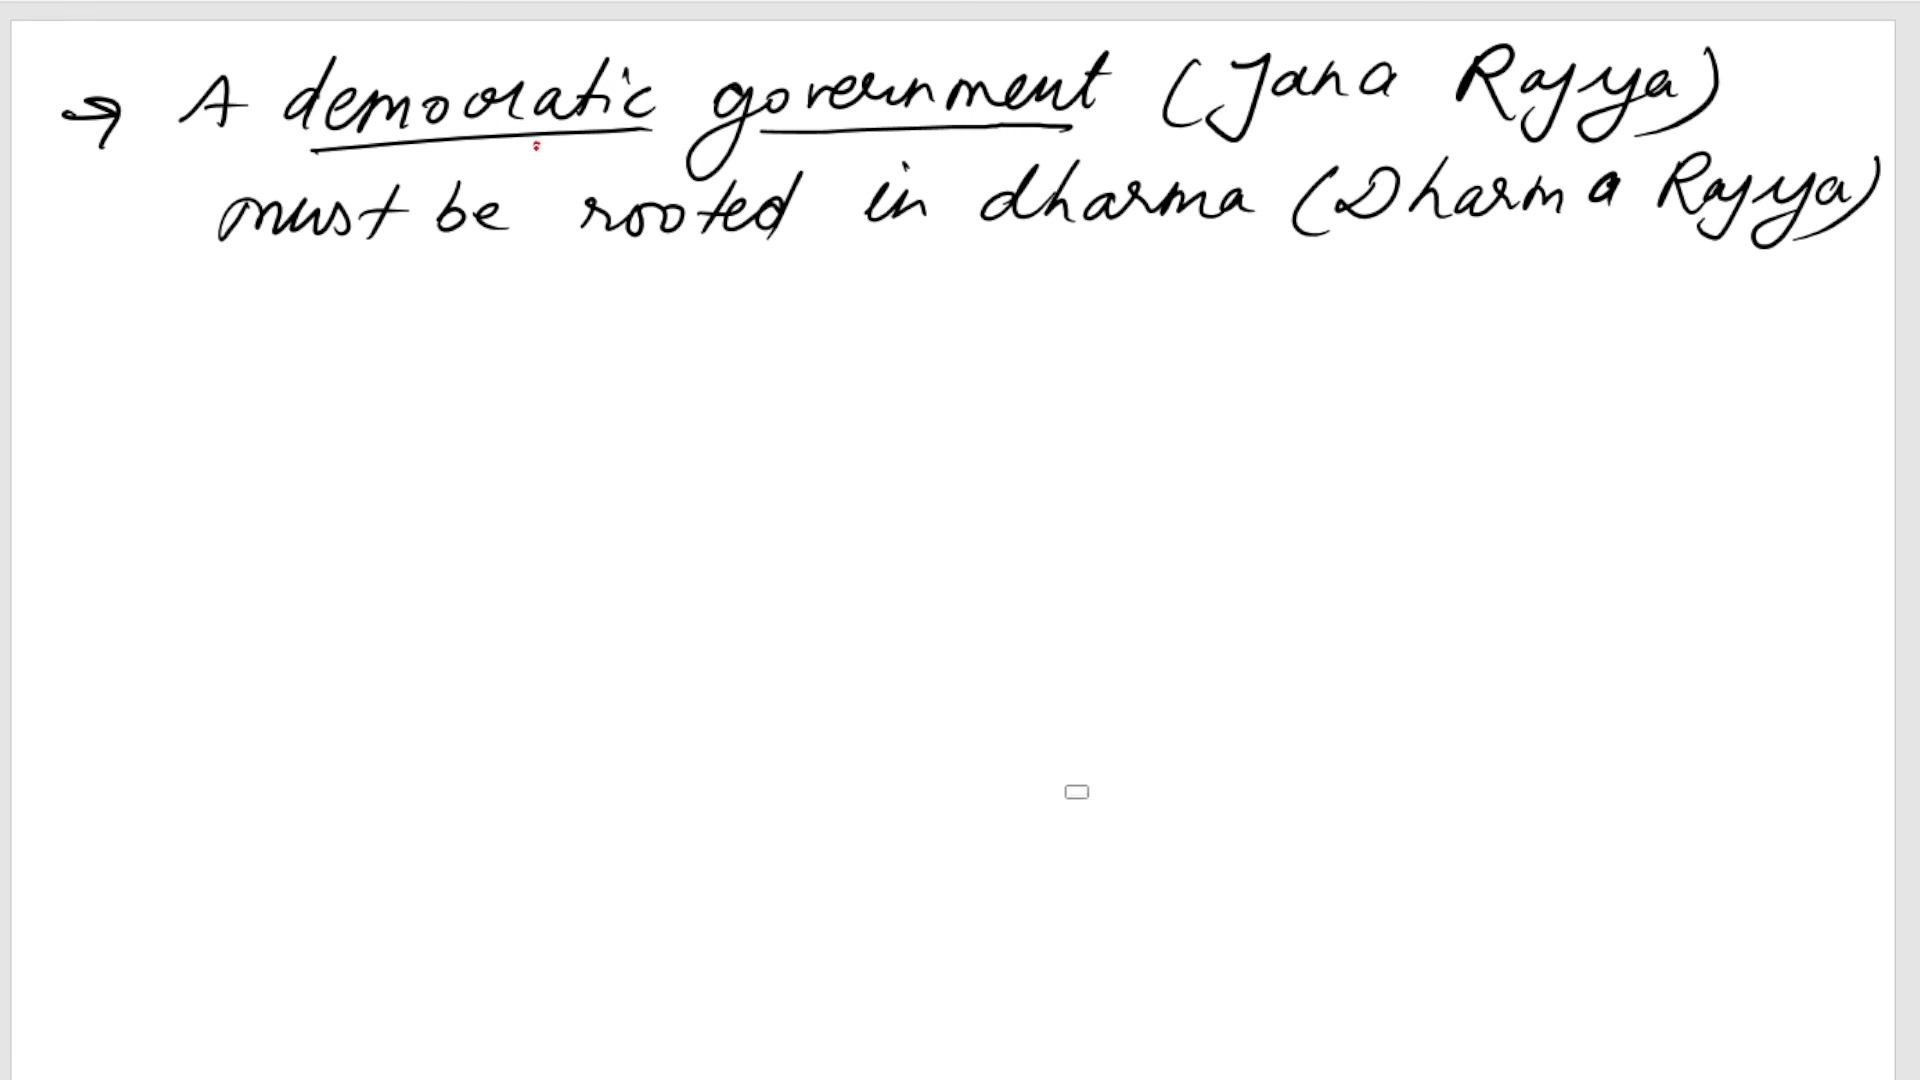 → A democratic government (Jana Rajya)
must be rooted in dharma (Dharma Rajya)